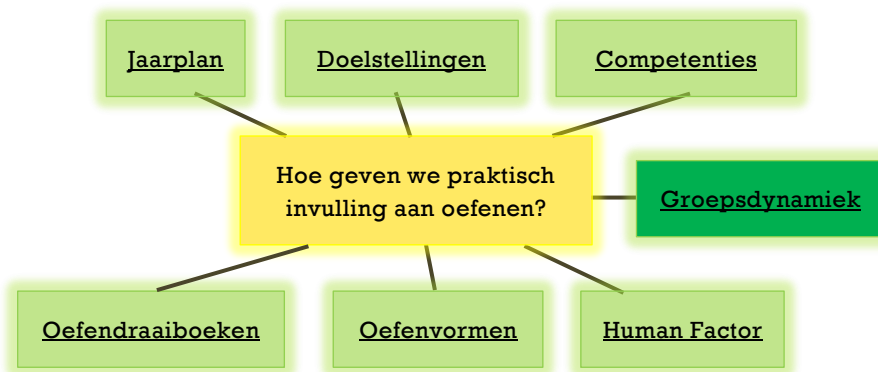 Jaarplan
Doelstellingen
Competenties
Hoe geven we praktisch
invulling aan oefenen?
Groepsdynamiek
Oefendraaiboeken
Oefenvormen
Human Factor